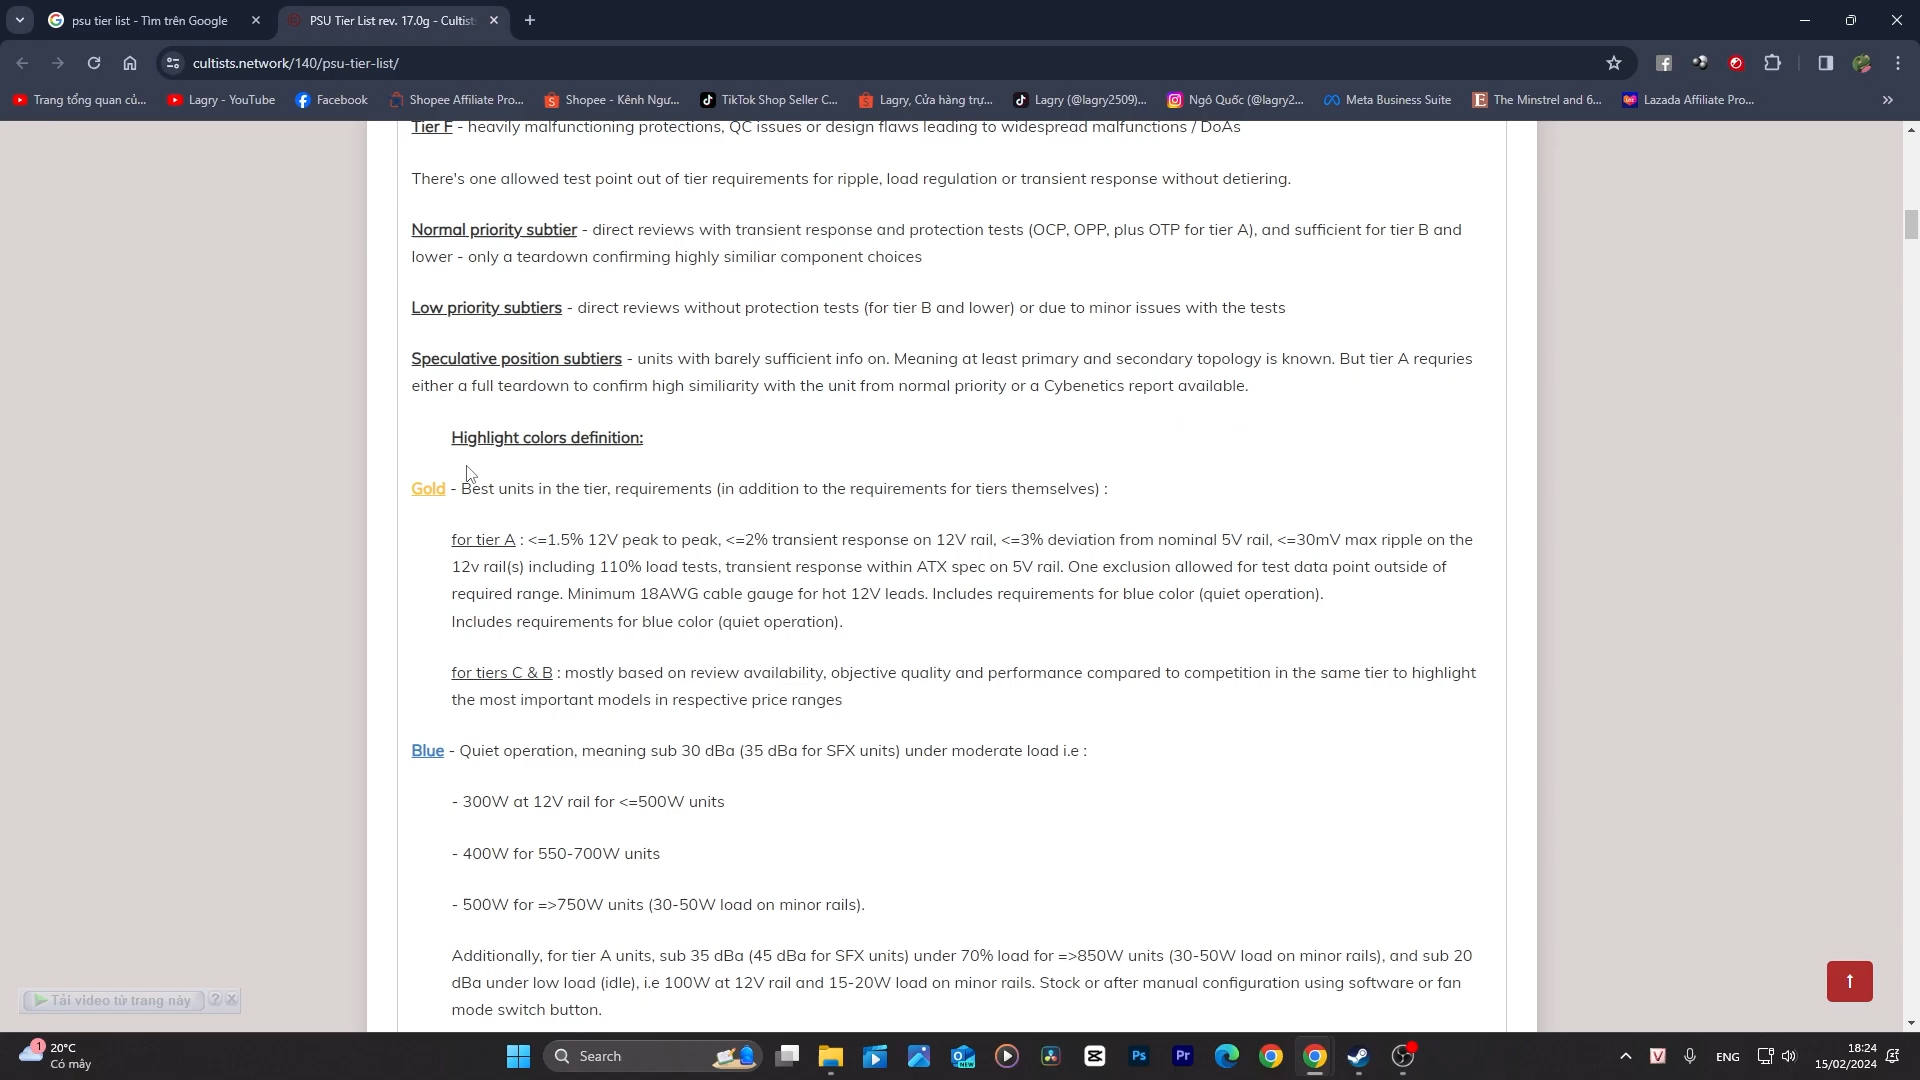 psu tier list - Tìm trên Google
PSU Tier List rev. 17.0g - Cultist
cultists.network/140/psu-tier-list/
Trang tổng quan củ...
Lagry - YouTube
Facebook
Shopee Affiliate Pro...
Shopee - Kênh Ngư...
TikTok Shop Seller C...
Lagry, Cửa hàng trự...
Lagry (@lagry2509)...
Ngô Quốc (@lagry2...
Meta Business Suite
The Minstrel and 6...
Lazada Affiliate Pro...
Tier F - heavily malfunctioning protections, QC issues or design flaws leading to widespread malfunctions / DoAs
There's one allowed test point out of tier requirements for ripple, load regulation or transient response without detiering.
Normal priority subtier - direct reviews with transient response and protection tests (OCP, OPP, plus OTP for tier A), and sufficient for tier B and
lower - only a teardown confirming highly similiar component choices
Low priority subtiers - direct reviews without protection tests (for tier B and lower) or due to minor issues with the tests
Speculative position subtiers - units with barely sufficient info on. Meaning at least primary and secondary topology is known. But tier A requries
either a full teardown to confirm high similiarity with the unit from normal priority or a Cybenetics report available.
Highlight colors definition:
Gold - Best units in the tier, requirements (in addition to the requirements for tiers themselves) :
for tier A : <=1.5% 12V peak to peak, <=2% transient response on 12V rail, <=3% deviation from nominal 5V rail, <=30mV max ripple on the
12v rail(s) including 110% load tests, transient response within ATX spec on 5V rail. One exclusion allowed for test data point outside of
required range. Minimum 18AWG cable gauge for hot 12V leads. Includes requirements for blue color (quiet operation).
Includes requirements for blue color (quiet operation).
for tiers C & B : mostly based on review availability, objective quality and performance compared to competition in the same tier to highlight
the most important models in respective price ranges
Blue - Quiet operation, meaning sub 30 dBa (35 dBa for SFX units) under moderate load i.e :
- 300W at 12V rail for <=500W units
- 400W for 550-700W units
- 500W for =>750W units (30-50W load on minor rails).
Additionally, for tier A units, sub 35 dBa (45 dBa for SFX units) under 70% load for =>850W units (30-50W load on minor rails), and sub 20
dBa under low load (idle), i.e 100W at 12V rail and 15-20W load on minor rails. Stock or after manual configuration using software or fan
mode switch button.
Tải video từ trang này
1
20°C
Có mây
Search
ENG
18:24
15/02/2024